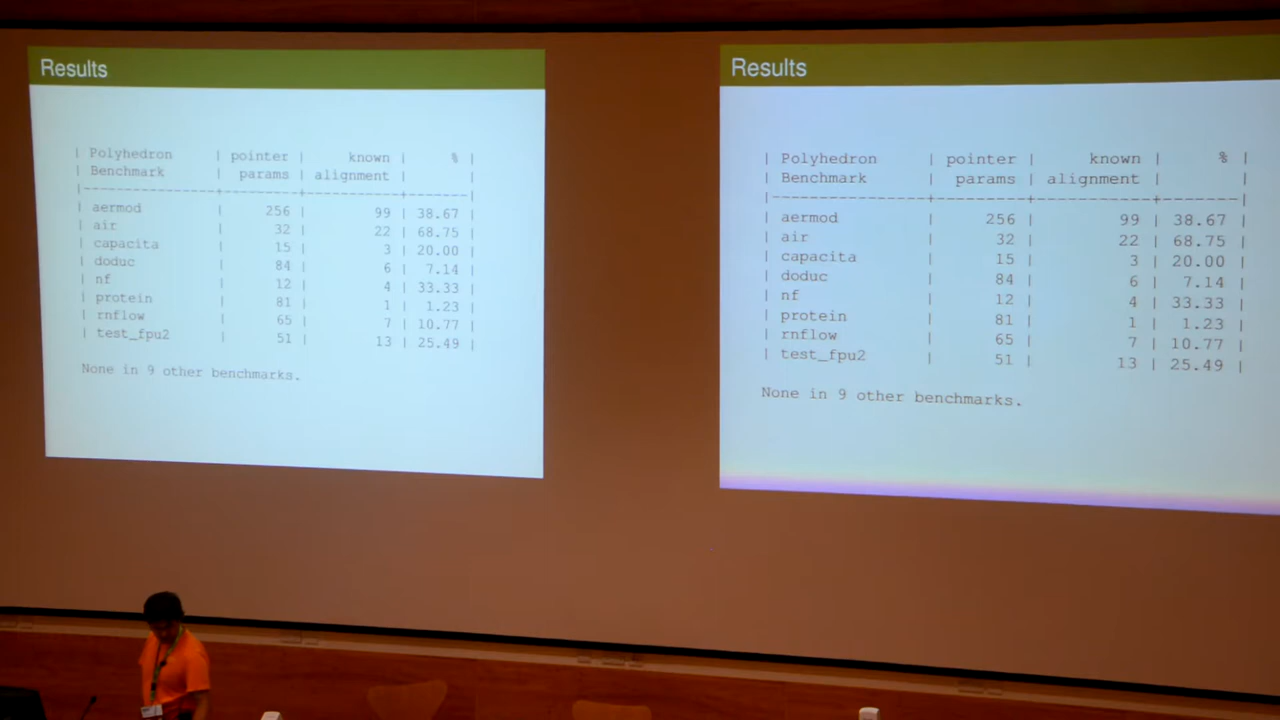 Results
| Polyhedron | pointer | known | % |
| Benchmark | params | alignment | |
|----------------+----------+------------+-------|
| aermod | 256 | 99 | 38.67 |
| air | 32 | 22 | 68.75 |
| capacita | 15 | 3 | 20.00 |
| doduc | 84 | 6 | 7.14 |
| nf | 12 | 4 | 33.33 |
| protein | 81 | 1 | 1.23 |
| rnflow | 65 | 7 | 10.77 |
| test_fpu2 | 51 | 13 | 25.49 |
None in 9 other benchmarks.
Results
| Polyhedron | pointer | known | % |
| Benchmark | params | alignment | |
|----------------+----------+------------+-------|
| aermod | 256 | 99 | 38.67 |
| air | 32 | 22 | 68.75 |
| capacita | 15 | 3 | 20.00 |
| doduc | 84 | 6 | 7.14 |
| nf | 12 | 4 | 33.33 |
| protein | 81 | 1 | 1.23 |
| rnflow | 65 | 7 | 10.77 |
| test_fpu2 | 51 | 13 | 25.49 |
None in 9 other benchmarks.